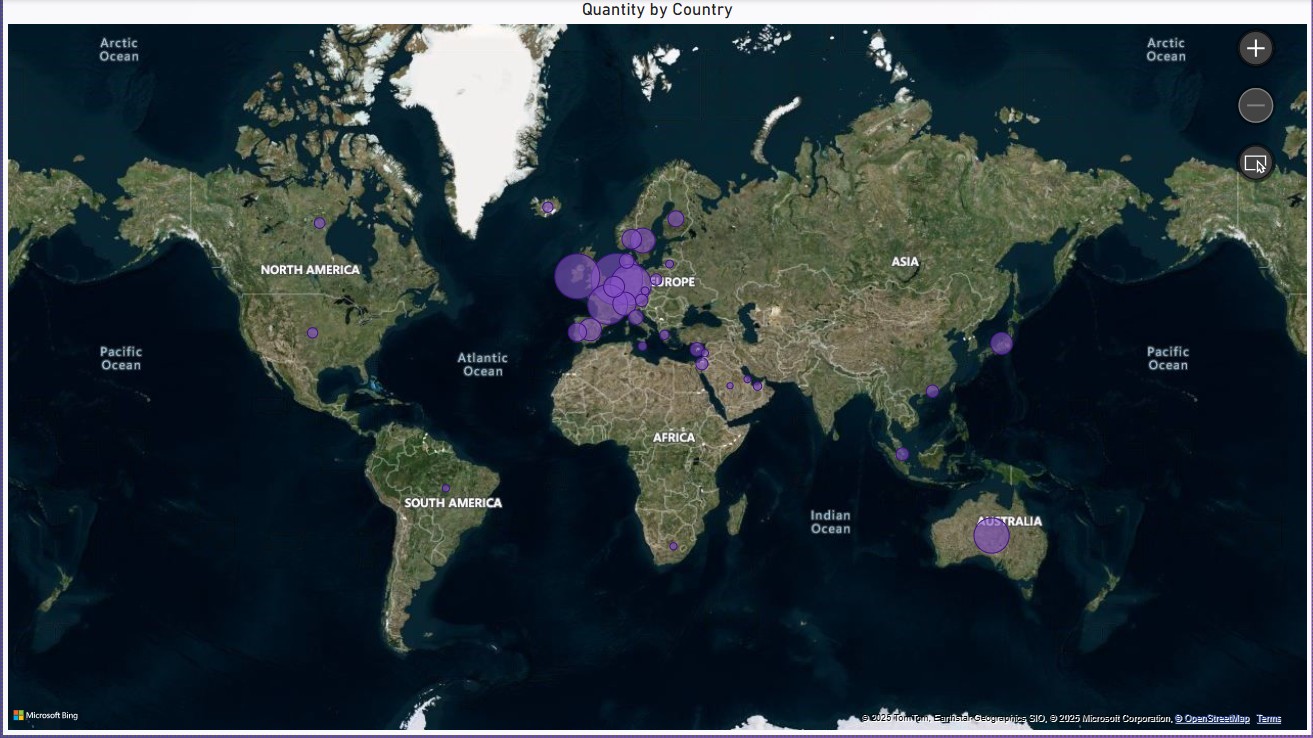 Quantity by Country
Arctic
Ocean
Arctic
Ocean
NORTH AMERICA
ASIA
EUROPE
Pacific
Ocean
Atlantic
Ocean
Pacific
Ocean
AFRICA
SOUTH AMERICA
Indian
Ocean
AUSTRALIA
Microsoft Bing
© 2025 TomTom, Earthstar Geographics SIO, © 2025 Microsoft Corporation, © OpenStreetMap Terms